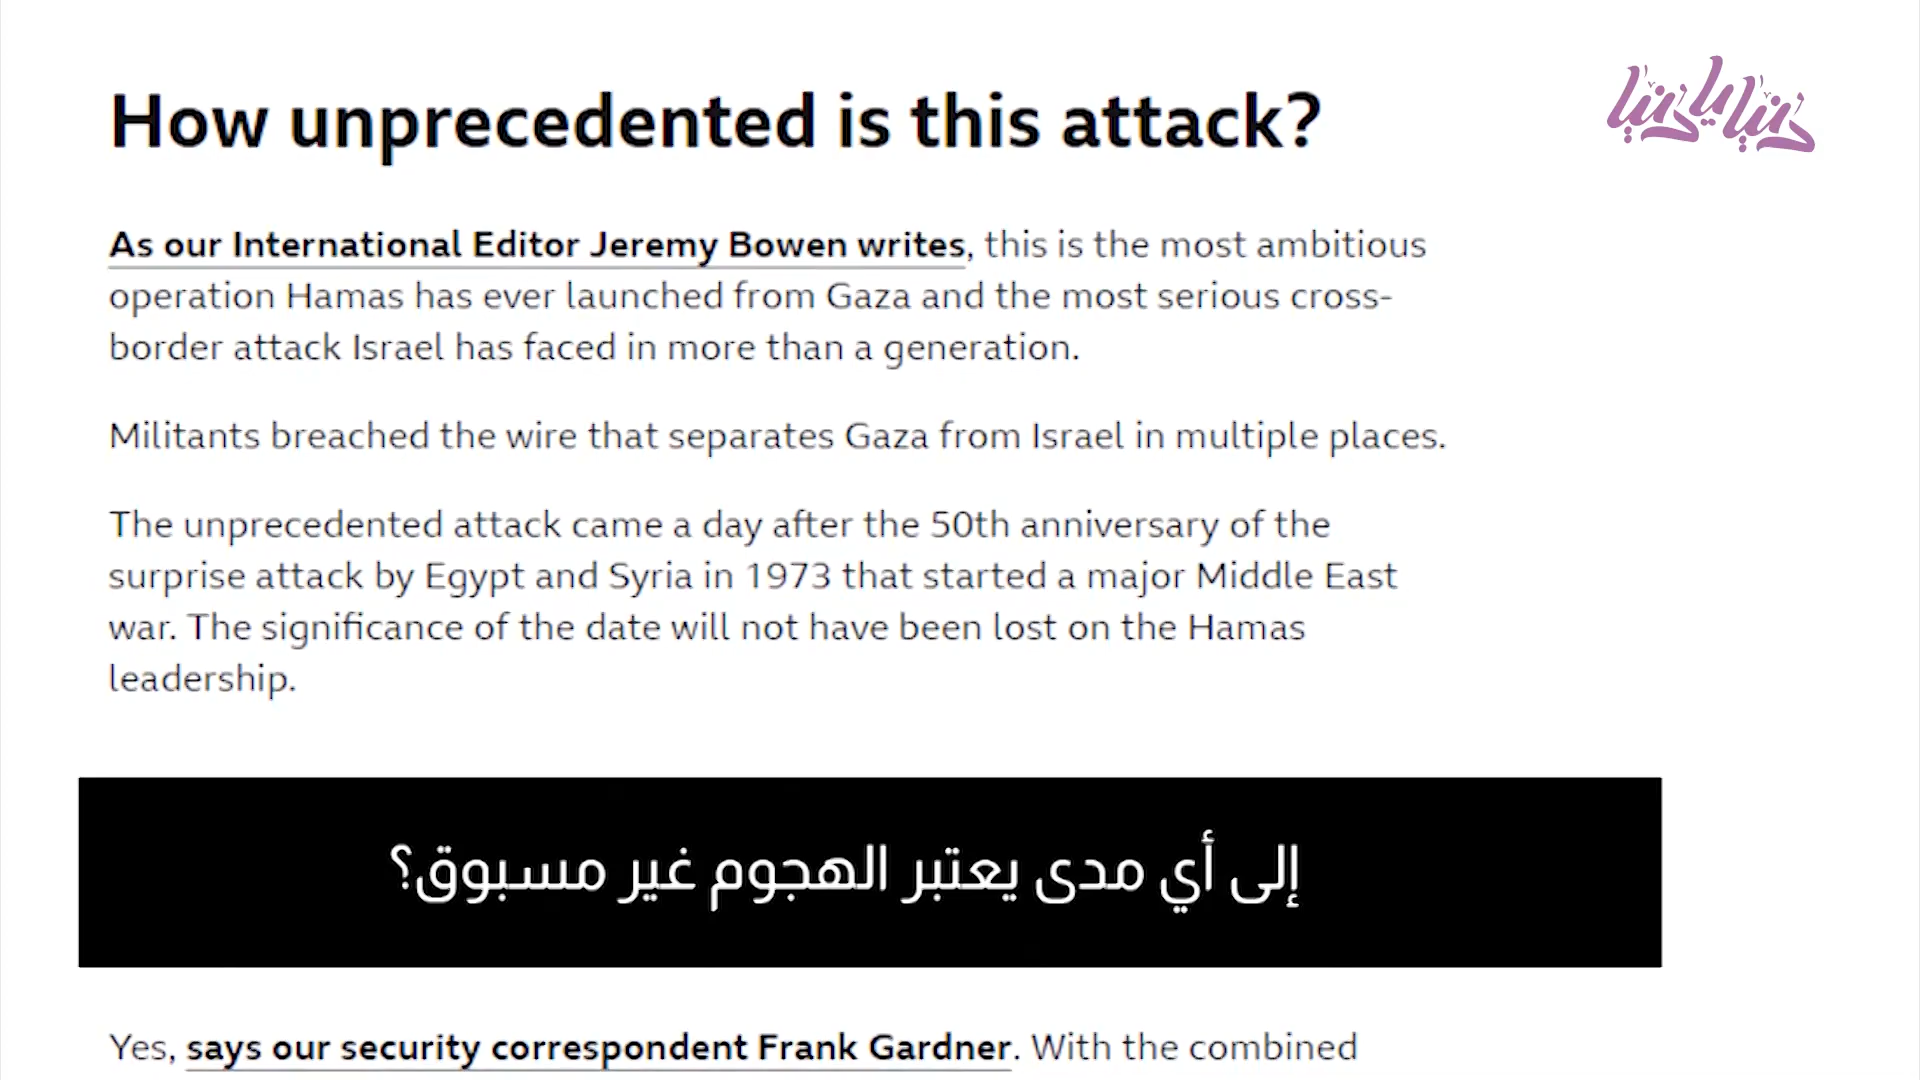 How unprecedented is this attack?
دنيا يا دنيا
As our International Editor Jeremy Bowen writes, this is the most ambitious
operation Hamas has ever launched from Gaza and the most serious cross-
border attack Israel has faced in more than a generation.
Militants breached the wire that separates Gaza from Israel in multiple places.
The unprecedented attack came a day after the 50th anniversary of the
surprise attack by Egypt and Syria in 1973 that started a major Middle East
war. The significance of the date will not have been lost on the Hamas
leadership.
إلى أي مدى يعتبر الهجوم غير مسبوق؟
Yes, says our security correspondent Frank Gardner. With the combined